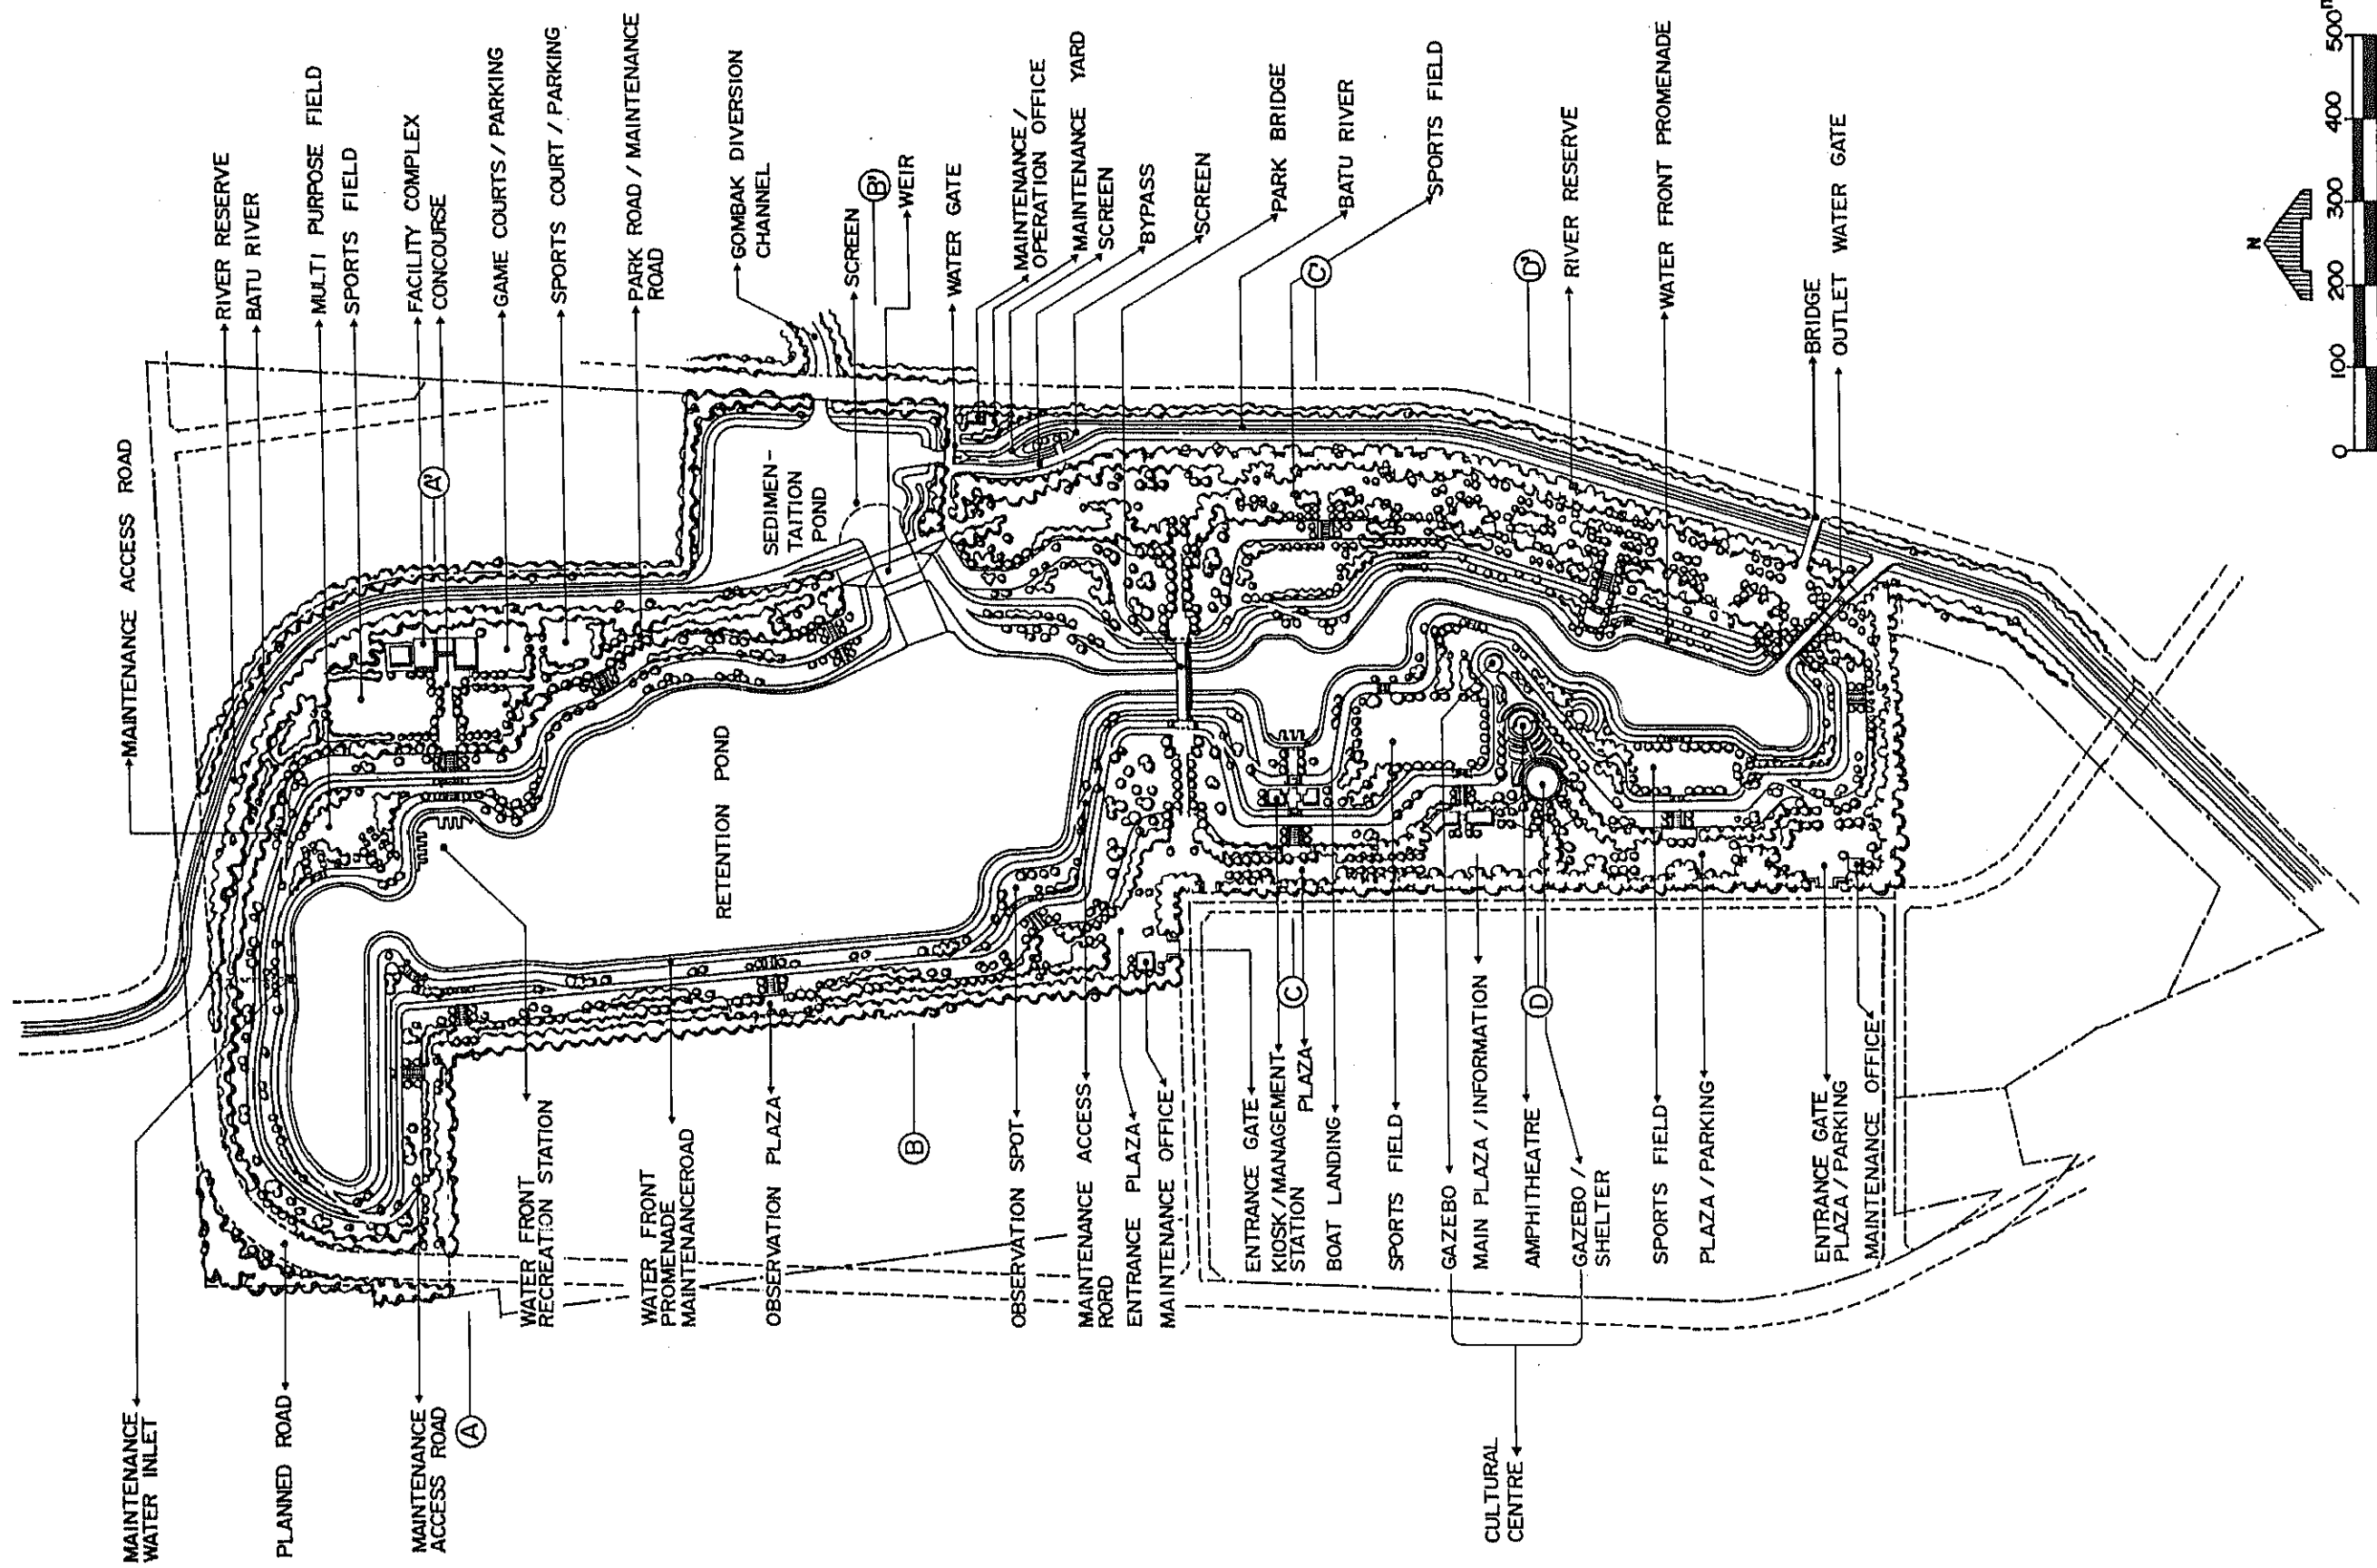 MAINTENANCE
WATER INLET
PLANNED ROAD
MAINTENANCE
ACCESS ROAD
A
MAINTENANCE ACCESS ROAD
RIVER RESERVE
BATU RIVER
MULTI PURPOSE FIELD
SPORTS FIELD
FACILITY COMPLEX
CONCOURSE
A'
GAME COURTS / PARKING
SPORTS COURT / PARKING
PARK ROAD / MAINTENANCE
ROAD
GOMBAK DIVERSION
CHANNEL
SCREEN
B'
WEIR
WATER GATE
MAINTENANCE /
OPERATION OFFICE
MAINTENANCE YARD
SCREEN
BYPASS
SCREEN
PARK BRIDGE
BATU RIVER
C'
SPORTS FIELD
D'
RIVER RESERVE
WATER FRONT PROMENADE
BRIDGE
OUTLET WATER GATE
SEDIMEN-
TAITION
POND
RETENTION POND
WATER FRONT
RECREATION STATION
WATER FRONT
PROMENADE
MAINTENANCEROAD
OBSERVATION PLAZA
B
OBSERVATION SPOT
MAINTENANCE ACCESS
RORD
ENTRANCE PLAZA
MAINTENANCE OFFICE
ENTRANCE GATE
KIOSK / MANAGEMENT
STATION
C
PLAZA
BOAT LANDING
SPORTS FIELD
GAZEBO
MAIN PLAZA / INFORMATION
AMPHITHEATRE
D
GAZEBO /
SHELTER
CULTURAL
CENTRE
SPORTS FIELD
PLAZA / PARKING
ENTRANCE GATE
PLAZA / PARKING
MAINTENANCE OFFICE
N
0 100 200 300 400 500m